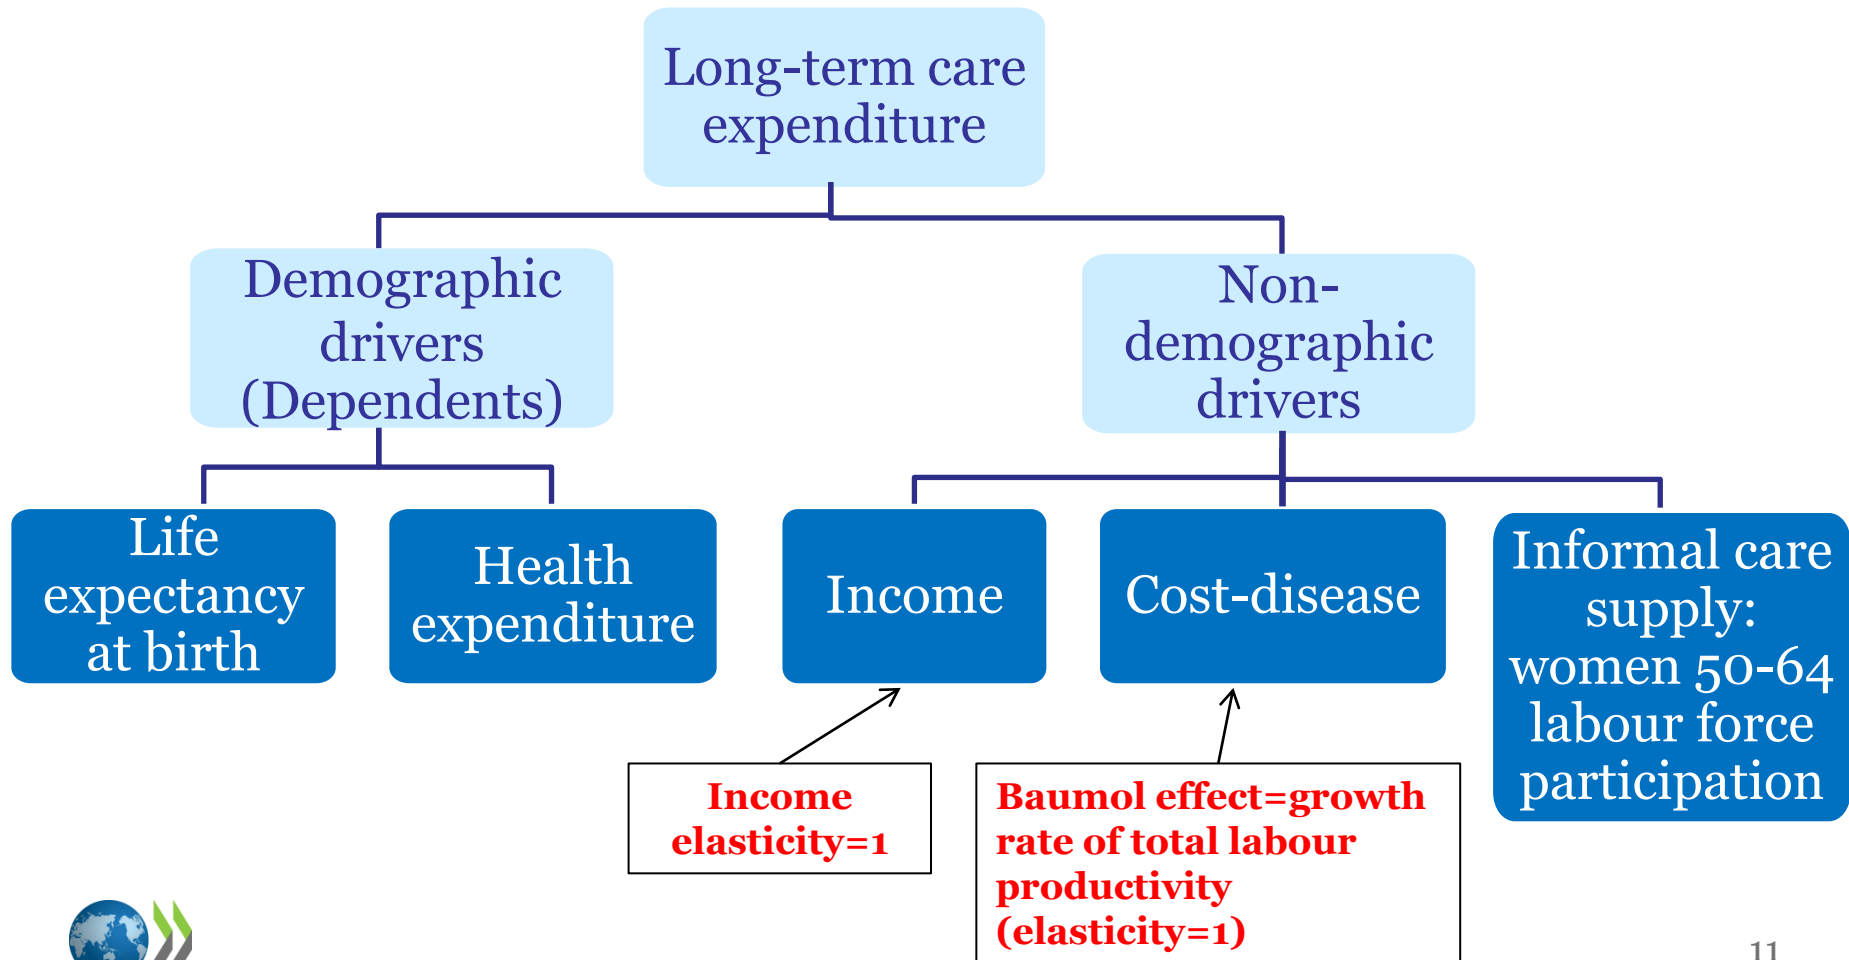 Long-term care
expenditure
Demographic
drivers
(Dependents)
Non-
demographic
drivers
Life
expectancy
at birth
Health
expenditure
Income
Cost-disease
Informal care
supply:
women 50-64
labour force
participation
Income
elasticity=1
Baumol effect=growth
rate of total labour
productivity
(elasticity=1)
11